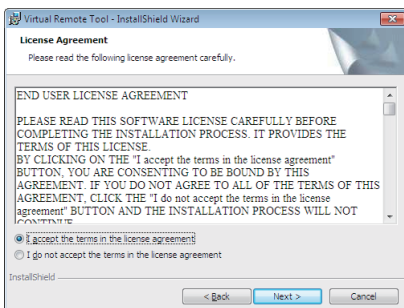 Virtual Remote Tool - InstallShield Wizard
License Agreement
Please read the following license agreement carefully.
END USER LICENSE AGREEMENT
PLEASE READ THIS SOFTWARE LICENSE CAREFULLY BEFORE
COMPLETING THE INSTALLATION PROCESS. IT PROVIDES THE
TERMS OF THIS LICENSE.
BY CLICKING ON THE "I accept the terms in the license agreement"
BUTTON, YOU ARE CONSENTING TO BE BOUND BY THIS
AGREEMENT. IF YOU DO NOT AGREE TO ALL OF THE TERMS OF THIS
AGREEMENT, CLICK THE "I do not accept the terms in the license
agreement" BUTTON AND THE INSTALLATION PROCESS WILL NOT
CONTINUE
I accept the terms in the license agreement
I do not accept the terms in the license agreement
InstallShield
< Back
Next >
Cancel